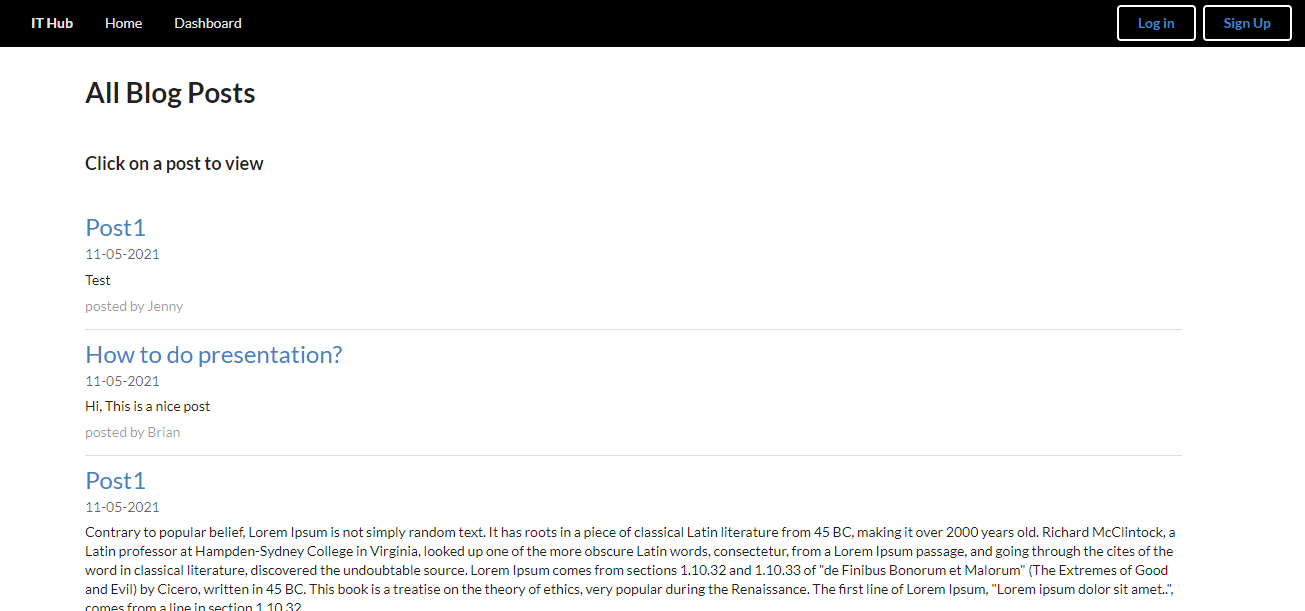 IT Hub Home Dashboard Log in Sign Up
All Blog Posts
Click on a post to view
Post1
11-05-2021
Test
posted by Jenny
How to do presentation?
11-05-2021
Hi, This is a nice post
posted by Brian
Post1
11-05-2021
Contrary to popular belief, Lorem Ipsum is not simply random text. It has roots in a piece of classical Latin literature from 45 BC, making it over 2000 years old. Richard McClintock, a
Latin professor at Hampden-Sydney College in Virginia, looked up one of the more obscure Latin words, consectetur, from a Lorem Ipsum passage, and going through the cites of the
word in classical literature, discovered the undoubtable source. Lorem Ipsum comes from sections 1.10.32 and 1.10.33 of "de Finibus Bonorum et Malorum" (The Extremes of Good
and Evil) by Cicero, written in 45 BC. This book is a treatise on the theory of ethics, very popular during the Renaissance. The first line of Lorem Ipsum, "Lorem ipsum dolor sit amet..",
comes from a line in section 1.10.32.